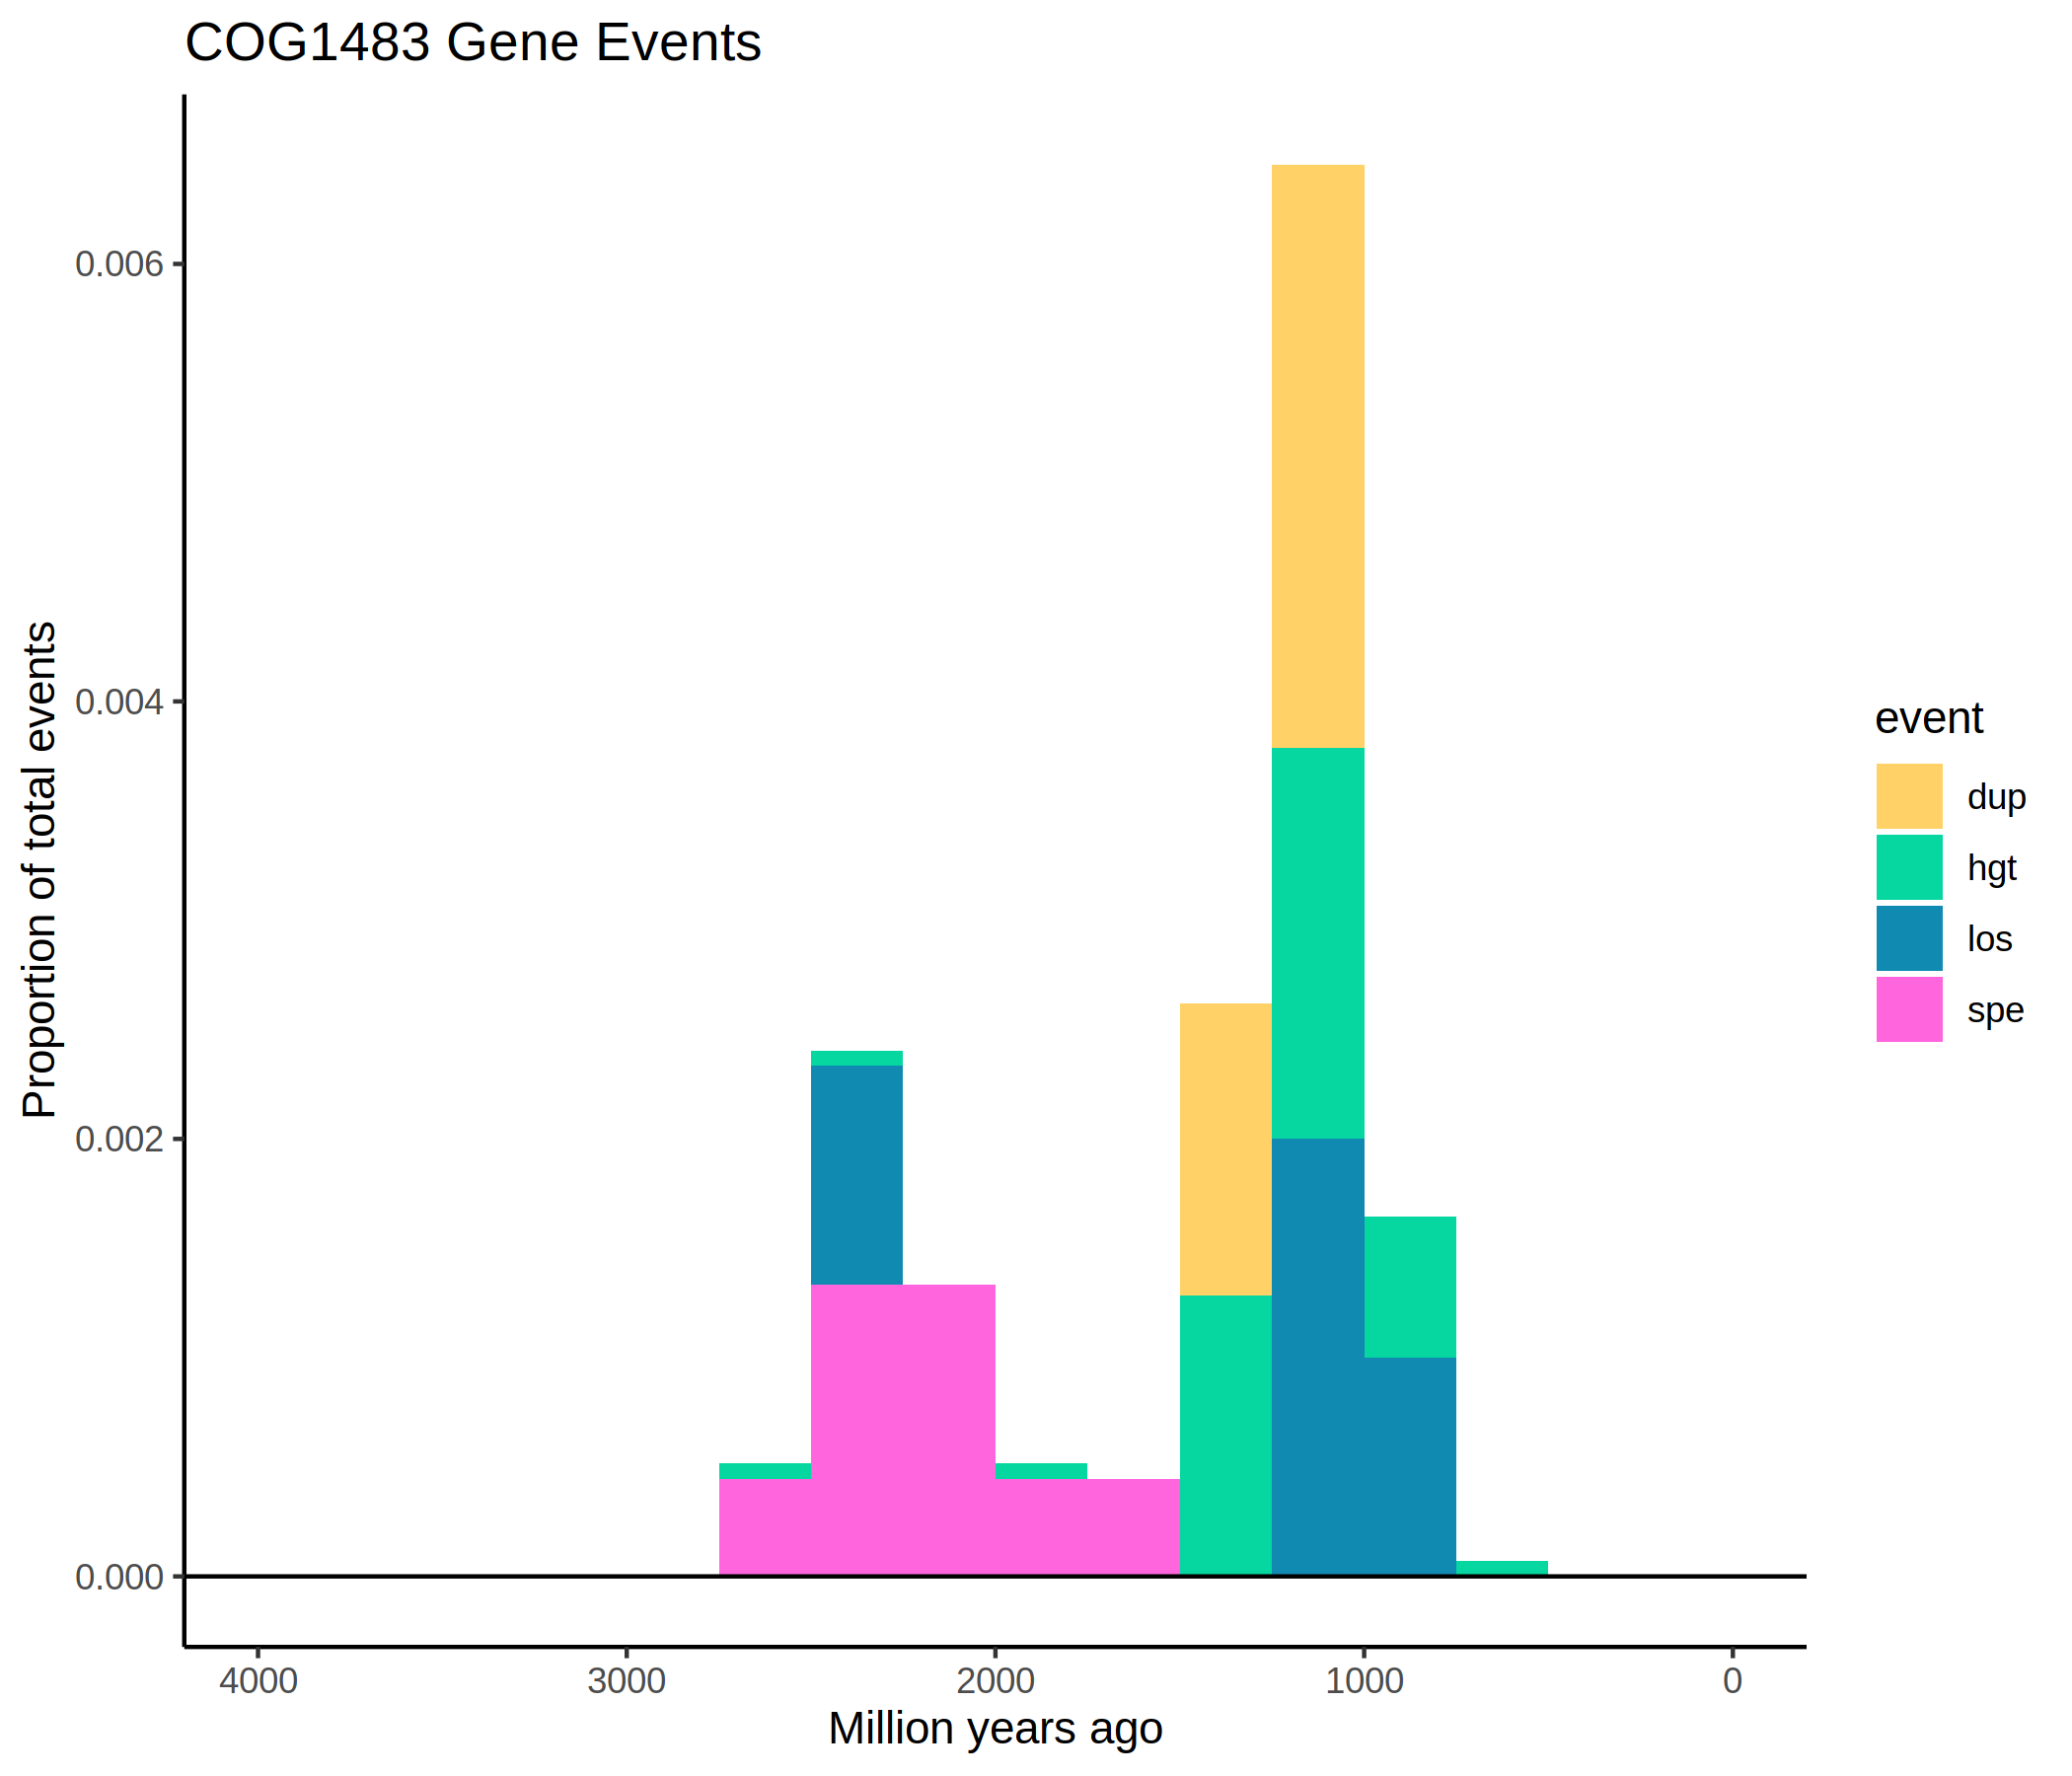 COG1483 Gene Events
0.006
0.004
0.002
0.000
Proportion of total events
4000 3000 2000 1000 0
Million years ago
event
dup
hgt
los
spe